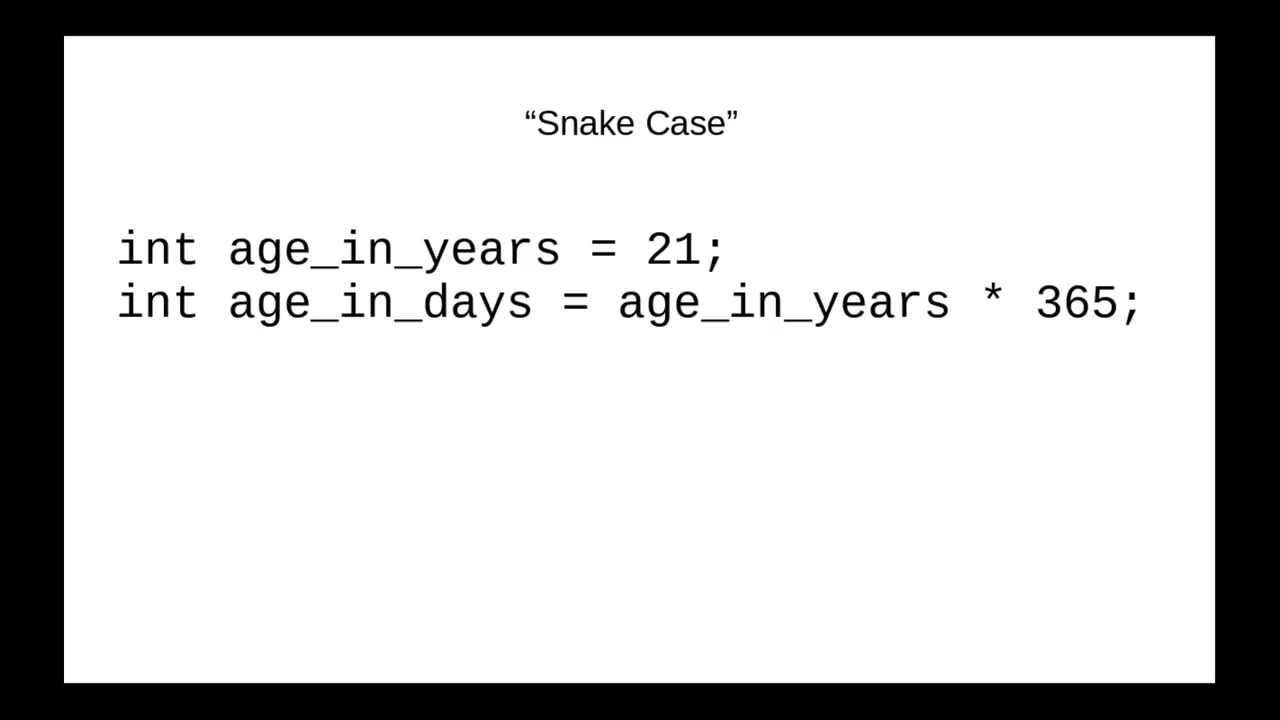 “Snake Case”
int age_in_years = 21;
int age_in_days = age_in_years * 365;